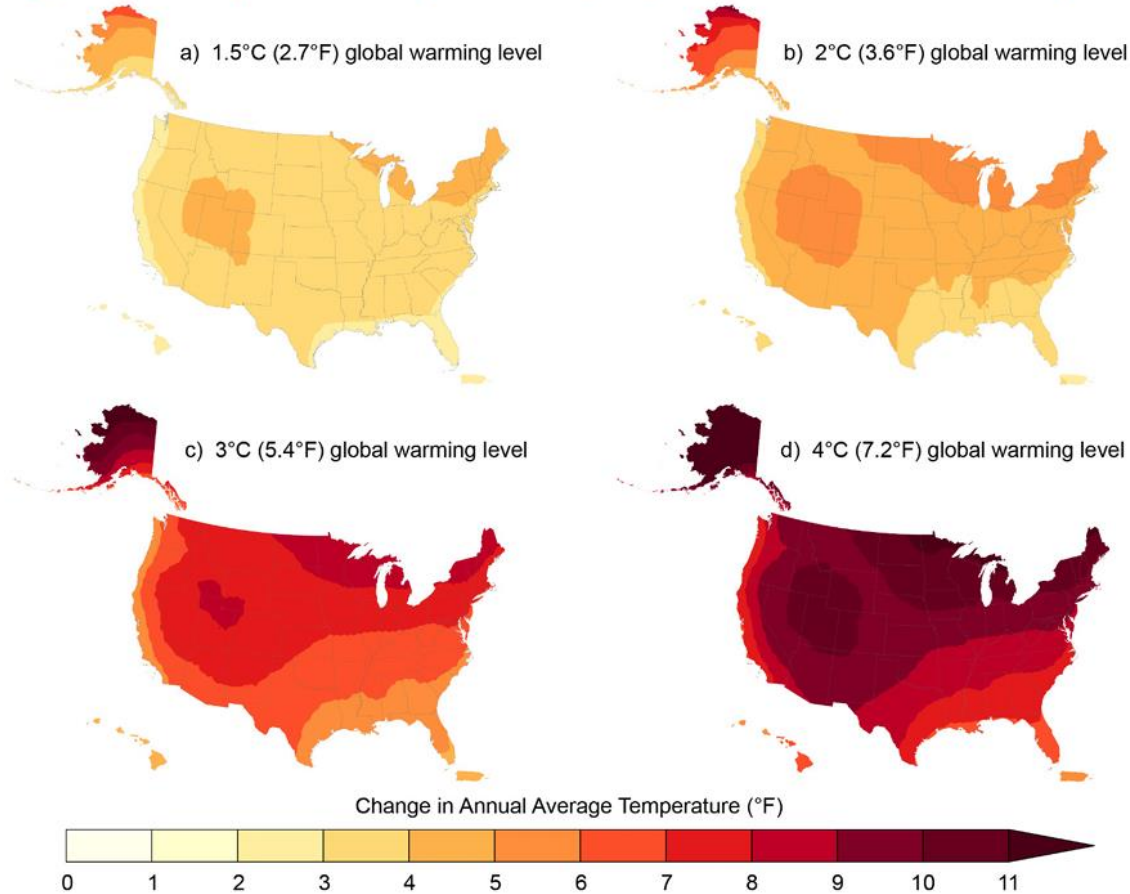 a) 1.5°C (2.7°F) global warming level
b) 2°C (3.6°F) global warming level
c) 3°C (5.4°F) global warming level
d) 4°C (7.2°F) global warming level
Change in Annual Average Temperature (°F)
0 1 2 3 4 5 6 7 8 9 10 11